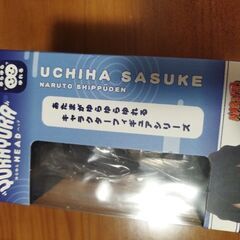 UCHIHA SASUKE
NARUTO SHIPPUDEN
あたまがゆらゆらゆれる
キャラクターフィギュアシリーズ
YURAYURA
HEAD